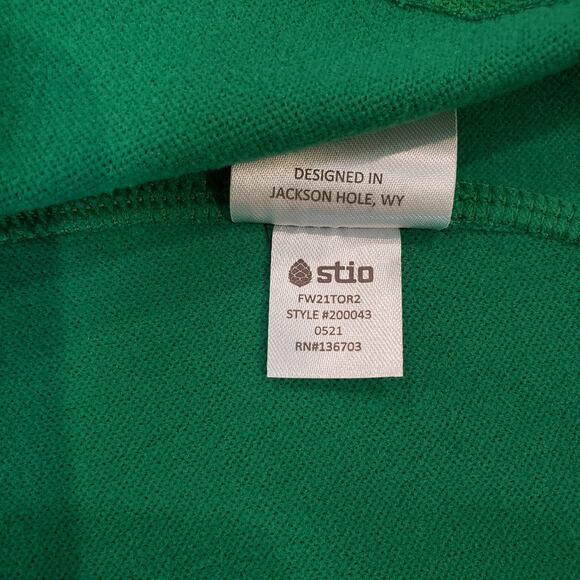 DESIGNED IN
JACKSON HOLE, WY
stio
FW21TOR2
STYLE #200043
0521
RN#136703